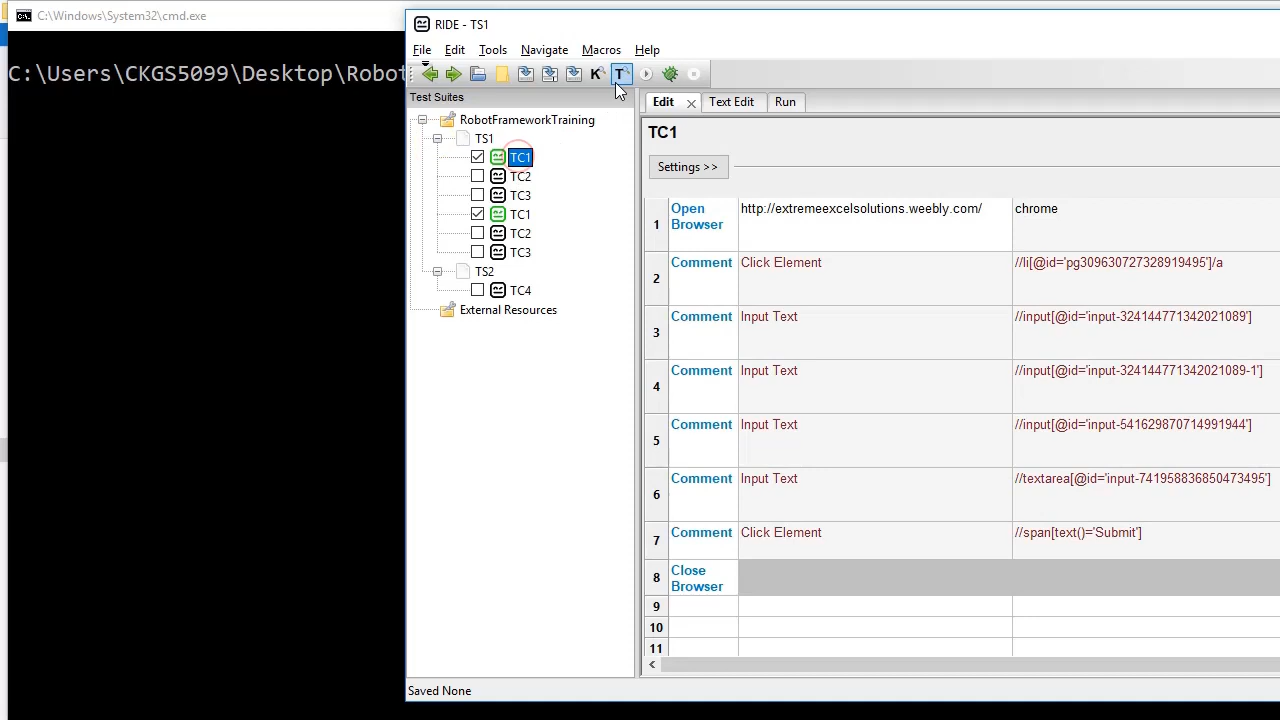 C:\Windows\System32\cmd.exe
C:\Users\CKGS5099\Desktop\Robot
RIDE - TS1
File Edit Tools Navigate Macros Help
K T
Test Suites
RobotFrameworkTraining
TS1
TC1
TC2
TC3
TC1
TC2
TC3
TS2
TC4
External Resources
Edit Text Edit Run
TC1
Settings >>
1 Open Browser http://extremeexcelsolutions.weebly.com/ chrome
2 Comment Click Element //li[@id='pg309630727328919495']/a
3 Comment Input Text //input[@id='input-324144771342021089']
4 Comment Input Text //input[@id='input-324144771342021089-1']
5 Comment Input Text //input[@id='input-541629870714991944']
6 Comment Input Text //textarea[@id='input-741958836850473495']
7 Comment Click Element //span[text()='Submit']
8 Close Browser
9
10
11
Saved None